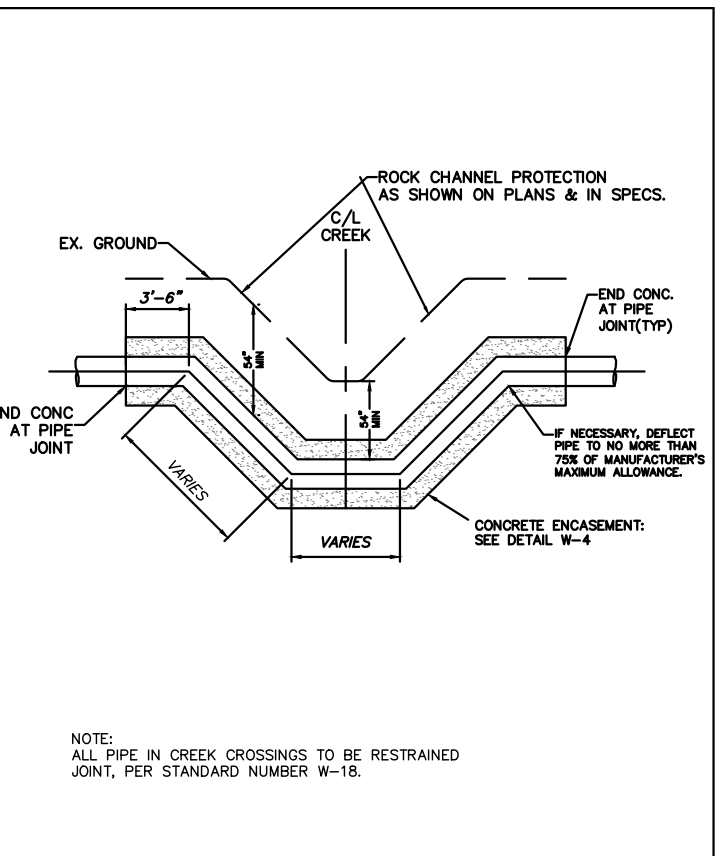 ROCK CHANNEL PROTECTION
AS SHOWN ON PLANS & IN SPECS.
C/L
CREEK
EX. GROUND
3'-6"
END CONC.
AT PIPE
JOINT(TYP)
54"
MIN
54"
MIN
END CONC
AT PIPE
JOINT
IF NECESSARY, DEFLECT
PIPE TO NO MORE THAN
75% OF MANUFACTURER'S
MAXIMUM ALLOWANCE.
VARIES
VARIES
CONCRETE ENCASEMENT:
SEE DETAIL W-4
NOTE:
ALL PIPE IN CREEK CROSSINGS TO BE RESTRAINED
JOINT, PER STANDARD NUMBER W-18.